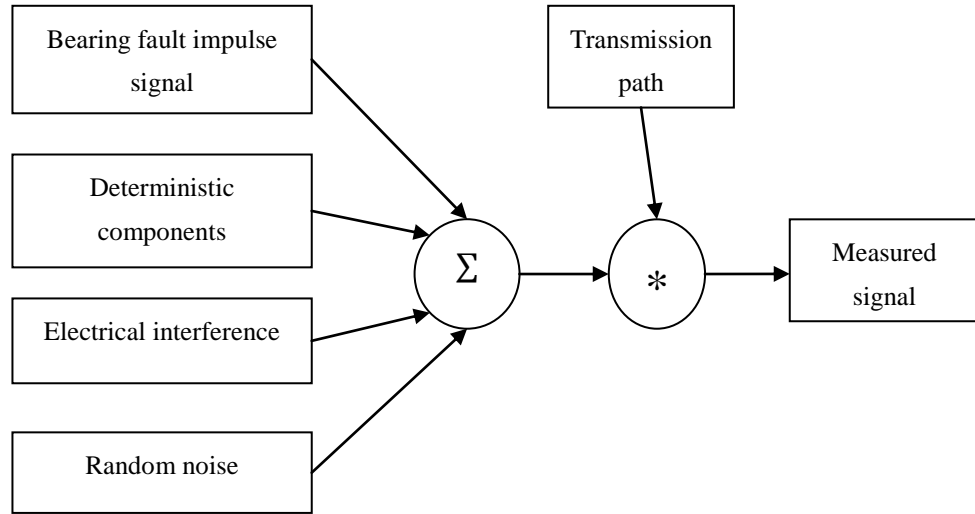 Bearing fault impulse
signal
Transmission
path
Deterministic
components
Σ
*
Measured
signal
Electrical interference
Random noise